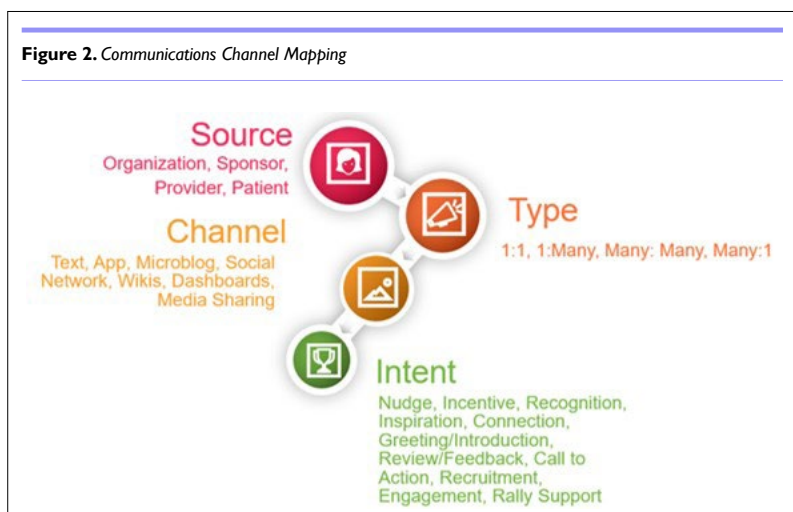 Figure 2. Communications Channel Mapping
Source
Organization, Sponsor,
Provider, Patient
Type
1:1, 1:Many, Many: Many, Many:1
Channel
Text, App, Microblog, Social
Network, Wikis, Dashboards,
Media Sharing
Intent
Nudge, Incentive, Recognition,
Inspiration, Connection,
Greeting/Introduction,
Review/Feedback, Call to
Action, Recruitment,
Engagement, Rally Support